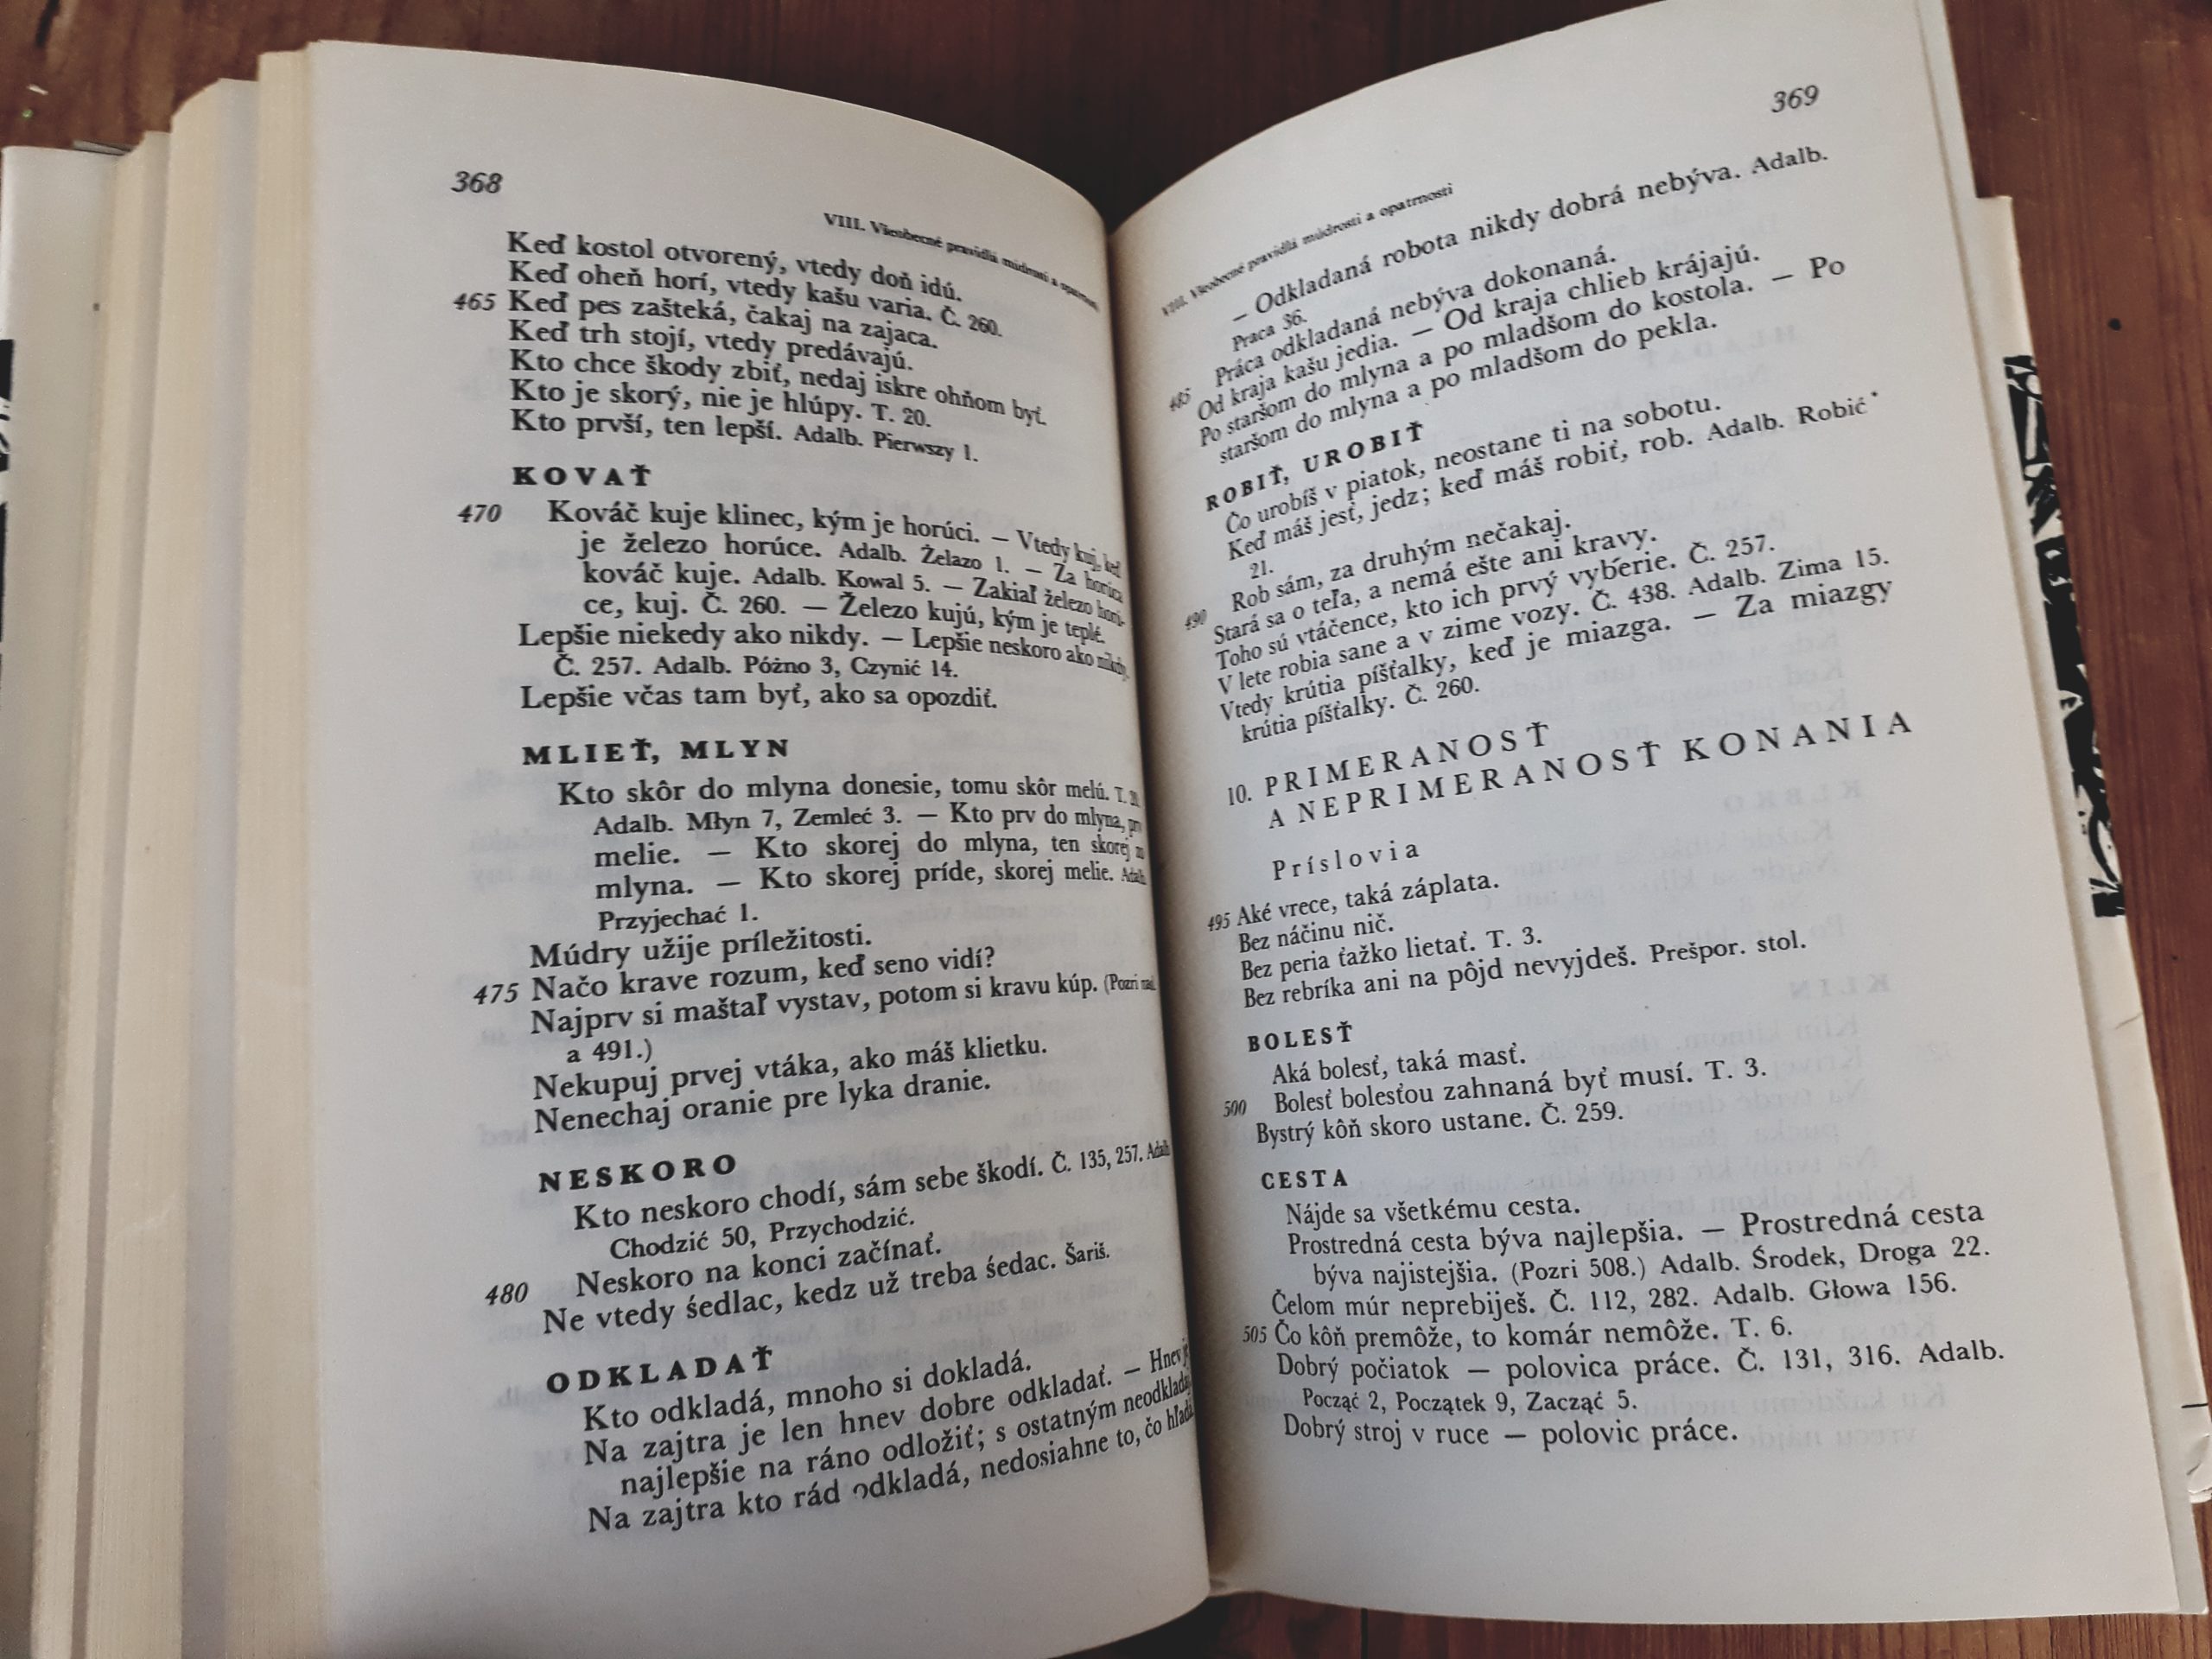 368
VIII. Všeobecné pravidlá múdrosti a
Keď kostol otvorený, vtedy doň idú.
Keď oheň horí, vtedy kašu varia. Č. 260.
465 Keď pes zašteká, čakaj na zajaca.
Keď trh stojí, vtedy predávajú.
Kto chce škody zbiť, nedaj iskre ohňom byť.
Kto je skorý, nie je hlúpy. T. 20.
Kto prvší, ten lepší. Adalb. Pierwszy 1.
KOVAŤ
470 Kováč kuje klinec, kým je horúci. — Vtedy kuj, keď
je železo horúce. Adalb. Żelazo 1. — Za horúca
kováč kuje. Adalb. Kowal 5. — Zakiaľ železo horú-
ce, kuj. Č. 260. — Železo kujú, kým je teplé.
Lepšie niekedy ako nikdy. — Lepšie neskoro ako nikdy.
Č. 257. Adalb. Póżno 3, Czynić 14.
Lepšie včas tam byť, ako sa opozdiť.
MLIEŤ, MLYN
Kto skôr do mlyna donesie, tomu skôr melú. T.
Adalb. Młyn 7, Zemleć 3. — Kto prv do mlyna, prv
melie. — Kto skorej do mlyna, ten skorej zo
mlyna. — Kto skorej príde, skorej melie. Adalb.
Przyjechać 1.
Múdry užije príležitosti.
475 Načo krave rozum, keď seno vidí?
Najprv si maštaľ vystav, potom si kravu kúp. (Pozri
a 491.)
Nekupuj prvej vtáka, ako máš klietku.
Nenechaj oranie pre lyka dranie.
NESKORO
Kto neskoro chodí, sám sebe škodí. Č. 135, 257. Adalb.
Chodzić 50, Przychodzić.
480 Neskoro na konci začínať.
Ne vtedy śedlac, kedz už treba śedac. Šariš.
ODKLADAŤ
Kto odkladá, mnoho si dokladá.
Na zajtra je len hnev dobre odkladať. — Hnev je
najlepšie na ráno odložiť; s ostatným neodkladaj.
Na zajtra kto rád odkladá, nedosiahne to, čo hľadá.
369
VIII. Všeobecné pravidlá múdrosti a opatrnosti
— Odkladaná robota nikdy dobrá nebýva. Adalb.
Praca 36.
Práca odkladaná nebýva dokonaná.
485 Od kraja kašu jedia. — Od kraja chlieb krájajú.
Po staršom do mlyna a po mladšom do kostola. — Po
staršom do mlyna a po mladšom do pekla.
ROBIŤ, UROBIŤ
Čo urobíš v piatok, neostane ti na sobotu.
Keď máš jesť, jedz; keď máš robiť, rob. Adalb. Robić
21.
Rob sám, za druhým nečakaj.
490 Stará sa o teľa, a nemá ešte ani kravy.
Toho sú vtáčence, kto ich prvý vyberie. Č. 257.
V lete robia sane a v zime vozy. Č. 438. Adalb. Zima 15.
Vtedy krútia píšťalky, keď je miazga. — Za miazgy
krútia píšťalky. Č. 260.
10. PRIMERANOSŤ
A NEPRIMERANOSŤ KONANIA
Príslovia
495 Aké vrece, taká záplata.
Bez náčinu nič.
Bez peria ťažko lietať. T. 3.
Bez rebríka ani na pôjd nevyjdeš. Prešpor. stol.
BOLESŤ
Aká bolesť, taká masť.
500 Bolesť bolesťou zahnaná byť musí. T. 3.
Bystrý kôň skoro ustane. Č. 259.
CESTA
Nájde sa všetkému cesta.
Prostredná cesta býva najlepšia. — Prostredná cesta
býva najistejšia. (Pozri 508.) Adalb. Środek, Droga 22.
Čelom múr neprebiješ. Č. 112, 282. Adalb. Głowa 156.
505 Čo kôň premôže, to komár nemôže. T. 6.
Dobrý počiatok — polovica práce. Č. 131, 316. Adalb.
Począć 2, Początek 9, Zacząć 5.
Dobrý stroj v ruce — polovic práce.